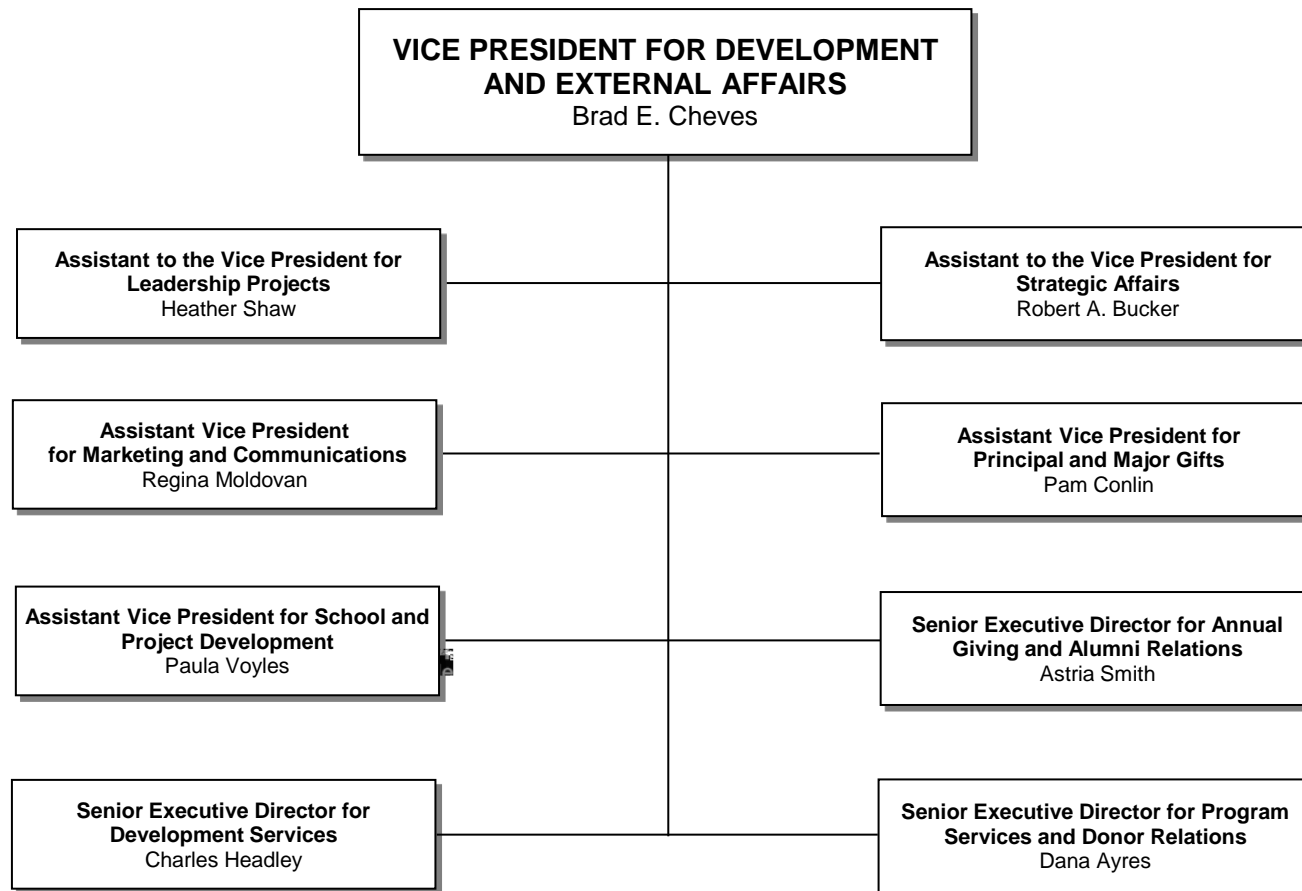 VICE PRESIDENT FOR DEVELOPMENT
AND EXTERNAL AFFAIRS
Brad E. Cheves
Assistant to the Vice President for
Leadership Projects
Heather Shaw
Assistant to the Vice President for
Strategic Affairs
Robert A. Bucker
Assistant Vice President
for Marketing and Communications
Regina Moldovan
Assistant Vice President for
Principal and Major Gifts
Pam Conlin
Assistant Vice President for School and
Project Development
Paula Voyles
Senior Executive Director for Annual
Giving and Alumni Relations
Astria Smith
Senior Executive Director for
Development Services
Charles Headley
Senior Executive Director for Program
Services and Donor Relations
Dana Ayres